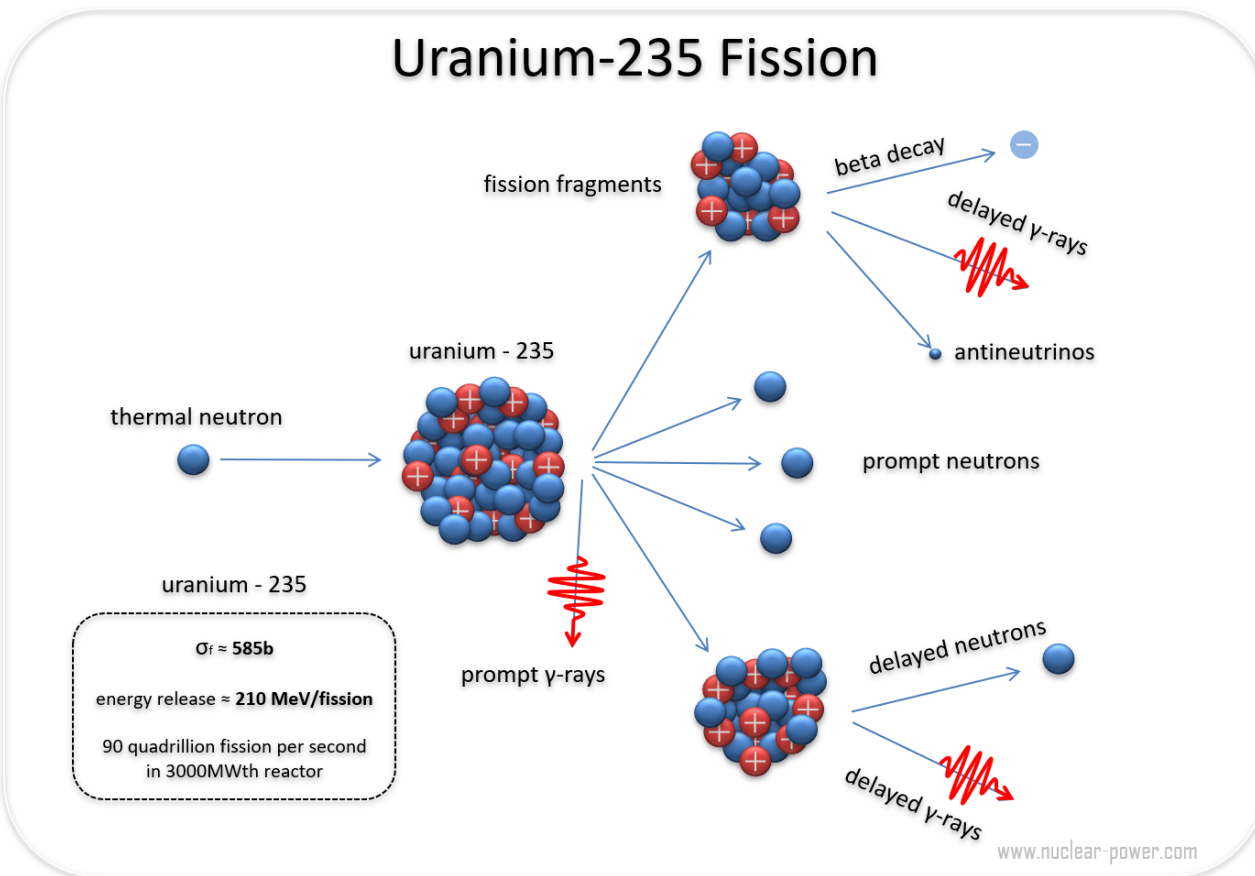 Uranium-235 Fission
fission fragments
beta decay
delayed γ-rays
antineutrinos
uranium - 235
thermal neutron
prompt neutrons
uranium - 235
σf ≈ 585b
energy release ≈ 210 MeV/fission
90 quadrillion fission per second
in 3000MWth reactor
prompt γ-rays
delayed neutrons
delayed γ-rays
www.nuclear-power.com